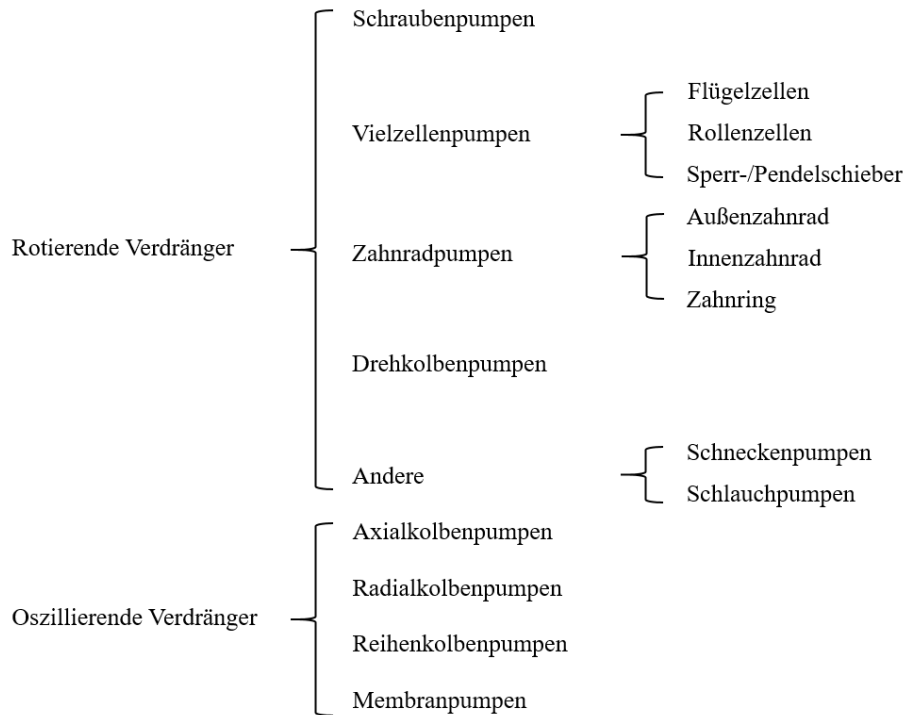 Schraubenpumpen
Flügelzellen
Vielzellenpumpen
Rollenzellen
Sperr-/Pendelschieber
Außenzahnrad
Rotierende Verdränger
Zahnradpumpen
Innenzahnrad
Zahnring
Drehkolbenpumpen
Schneckenpumpen
Andere
Schlauchpumpen
Axialkolbenpumpen
Radialkolbenpumpen
Oszillierende Verdränger
Reihenkolbenpumpen
Membranpumpen